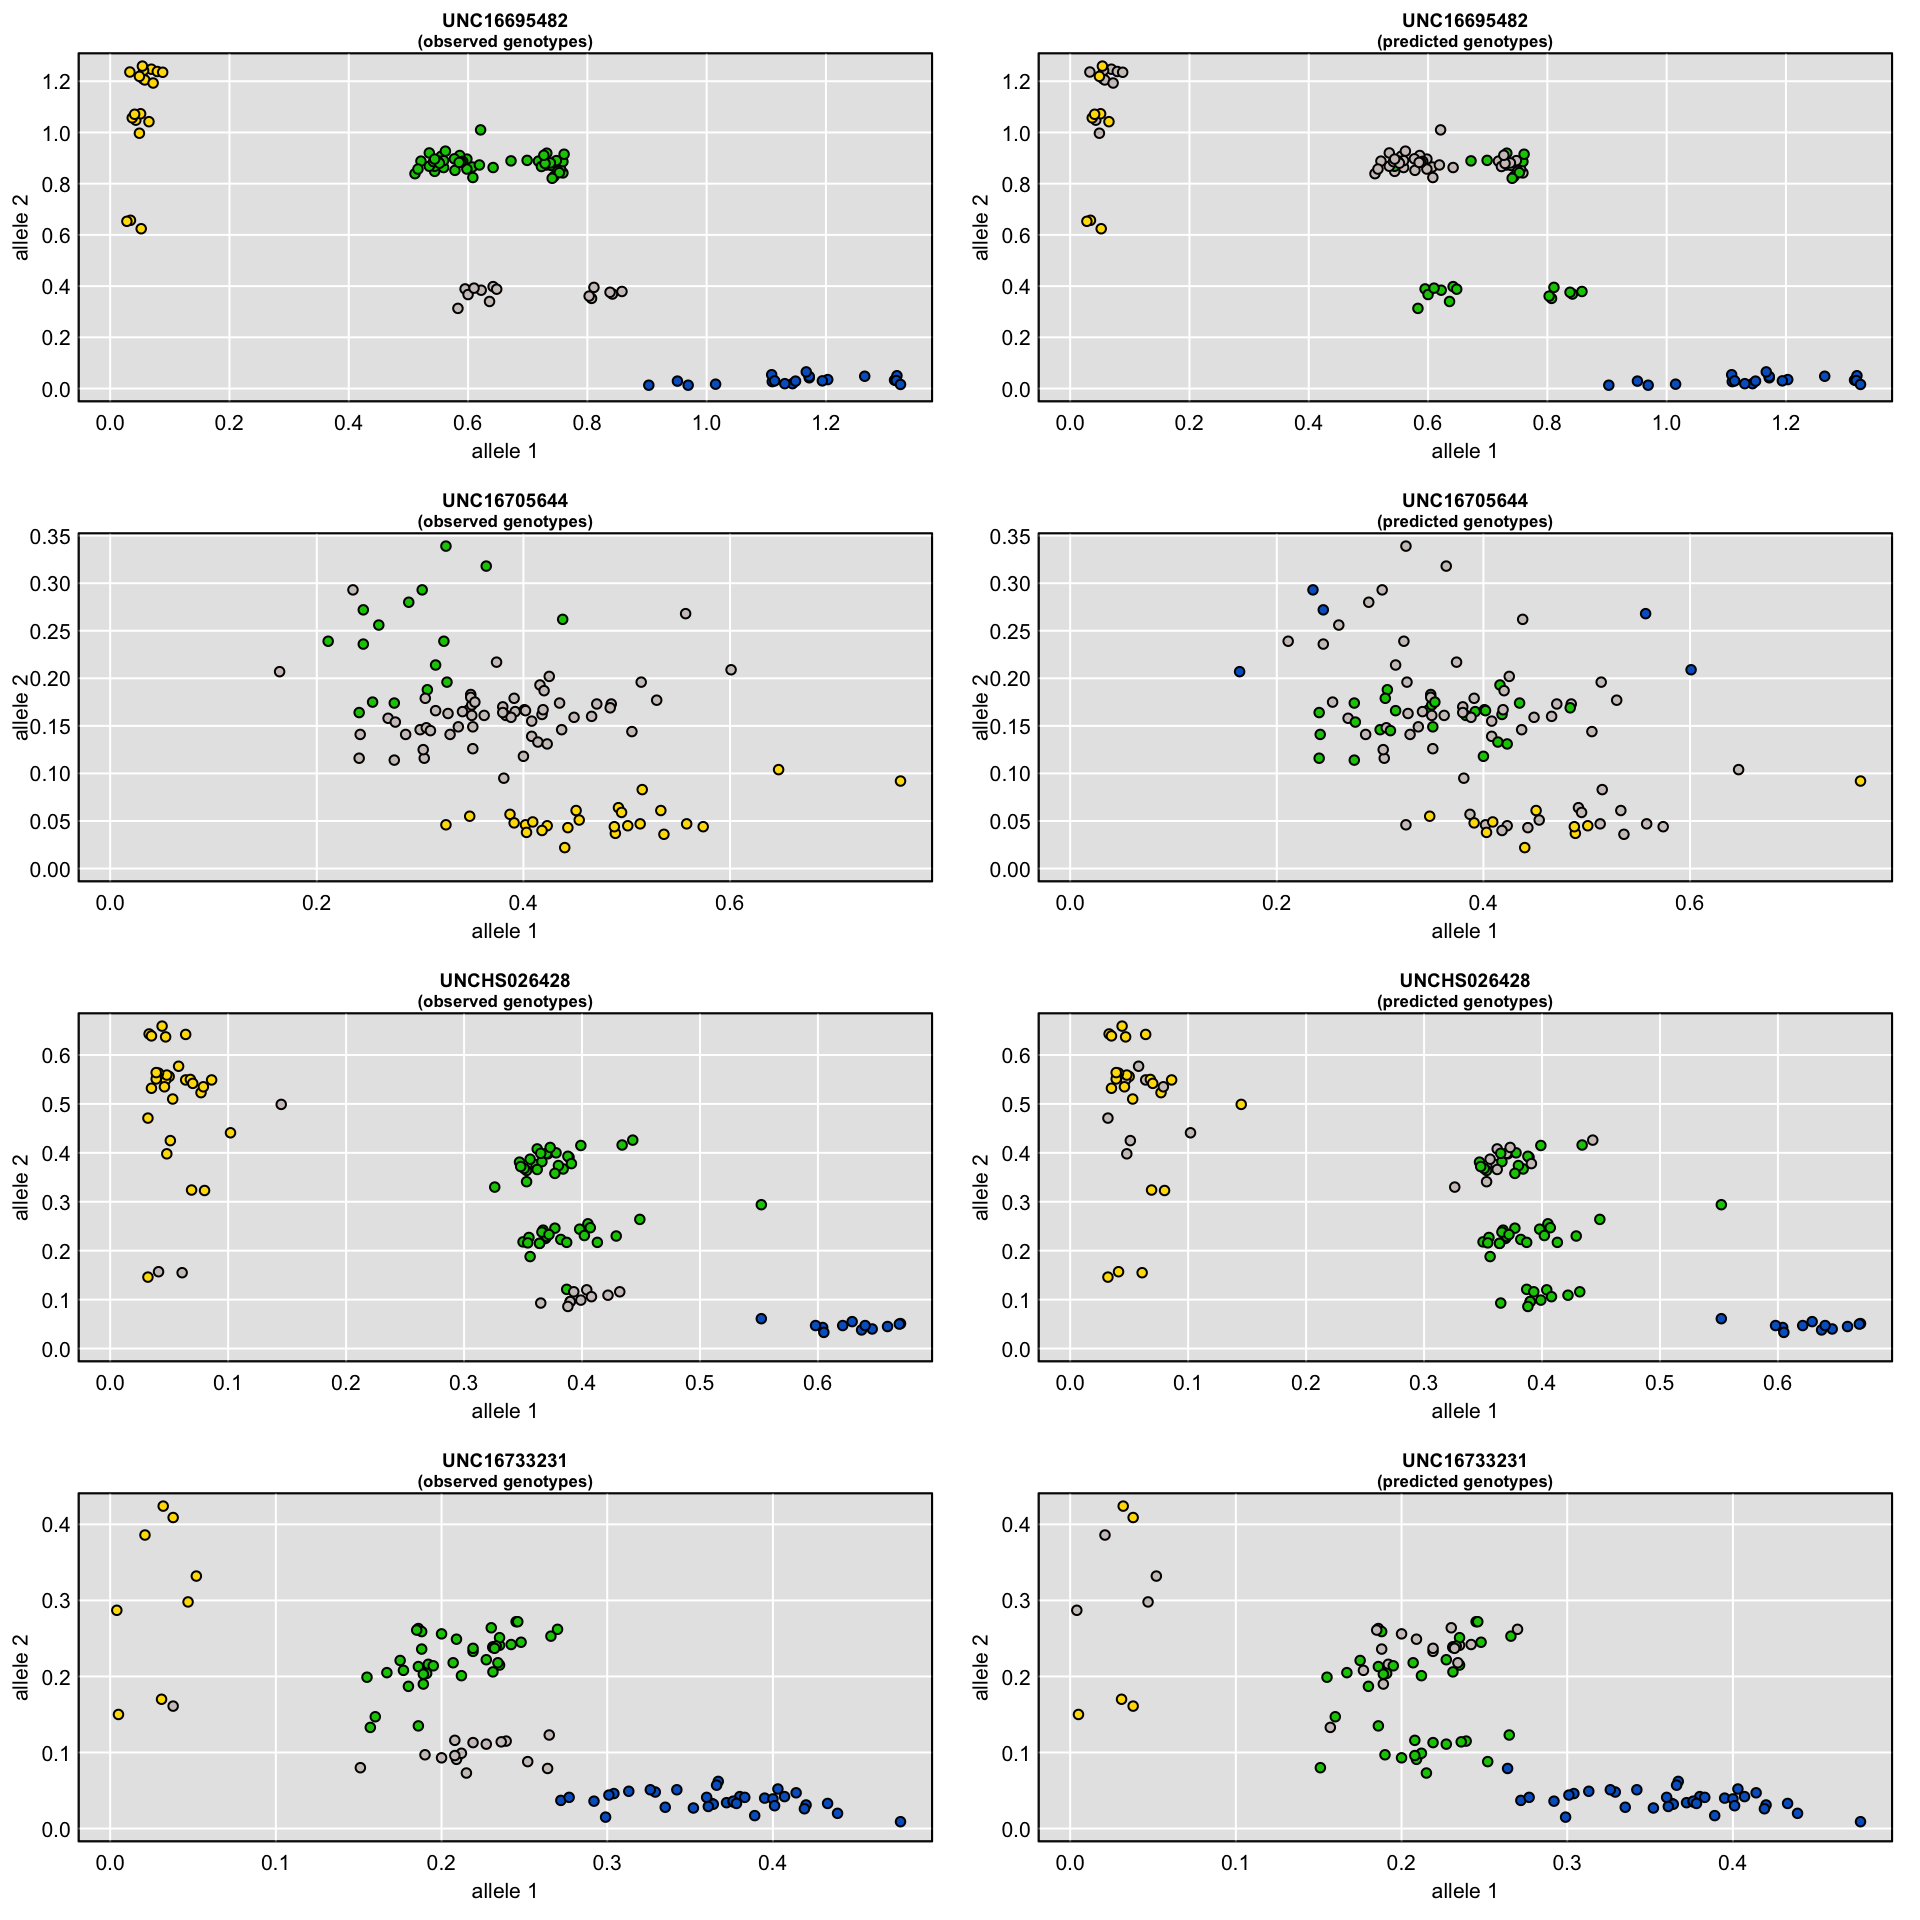 UNC16695482
(observed genotypes)
allele 2
1.2
1.0
0.8
0.6
0.4
0.2
0.0
0.0 0.2 0.4 0.6 0.8 1.0 1.2
allele 1
UNC16695482
(predicted genotypes)
allele 2
1.2
1.0
0.8
0.6
0.4
0.2
0.0
0.0 0.2 0.4 0.6 0.8 1.0 1.2
allele 1
UNC16705644
(observed genotypes)
allele 2
0.35
0.30
0.25
0.20
0.15
0.10
0.05
0.00
0.0 0.2 0.4 0.6
allele 1
UNC16705644
(predicted genotypes)
allele 2
0.35
0.30
0.25
0.20
0.15
0.10
0.05
0.00
0.0 0.2 0.4 0.6
allele 1
UNCHS026428
(observed genotypes)
allele 2
0.6
0.5
0.4
0.3
0.2
0.1
0.0
0.0 0.1 0.2 0.3 0.4 0.5 0.6
allele 1
UNCHS026428
(predicted genotypes)
allele 2
0.6
0.5
0.4
0.3
0.2
0.1
0.0
0.0 0.1 0.2 0.3 0.4 0.5 0.6
allele 1
UNC16733231
(observed genotypes)
allele 2
0.4
0.3
0.2
0.1
0.0
0.0 0.1 0.2 0.3 0.4
allele 1
UNC16733231
(predicted genotypes)
allele 2
0.4
0.3
0.2
0.1
0.0
0.0 0.1 0.2 0.3 0.4
allele 1